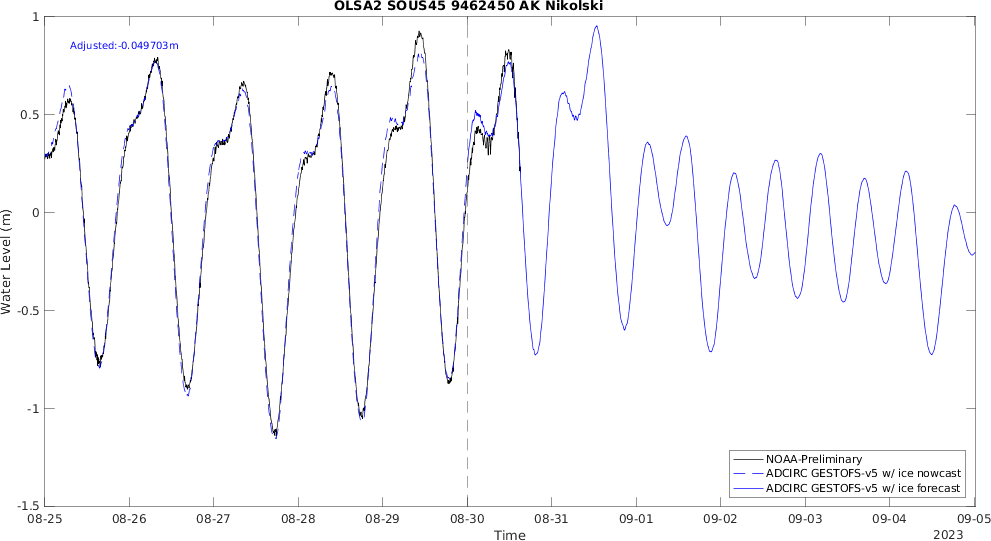 OLSA2 SOUS45 9462450 AK Nikolski
Adjusted:-0.049703m
1
0.5
0
-0.5
-1
-1.5
Water Level (m)
NOAA-Preliminary
ADCIRC GESTOFS-v5 w/ ice nowcast
ADCIRC GESTOFS-v5 w/ ice forecast
08-25 08-26 08-27 08-28 08-29 08-30 08-31 09-01 09-02 09-03 09-04 09-05
Time
2023